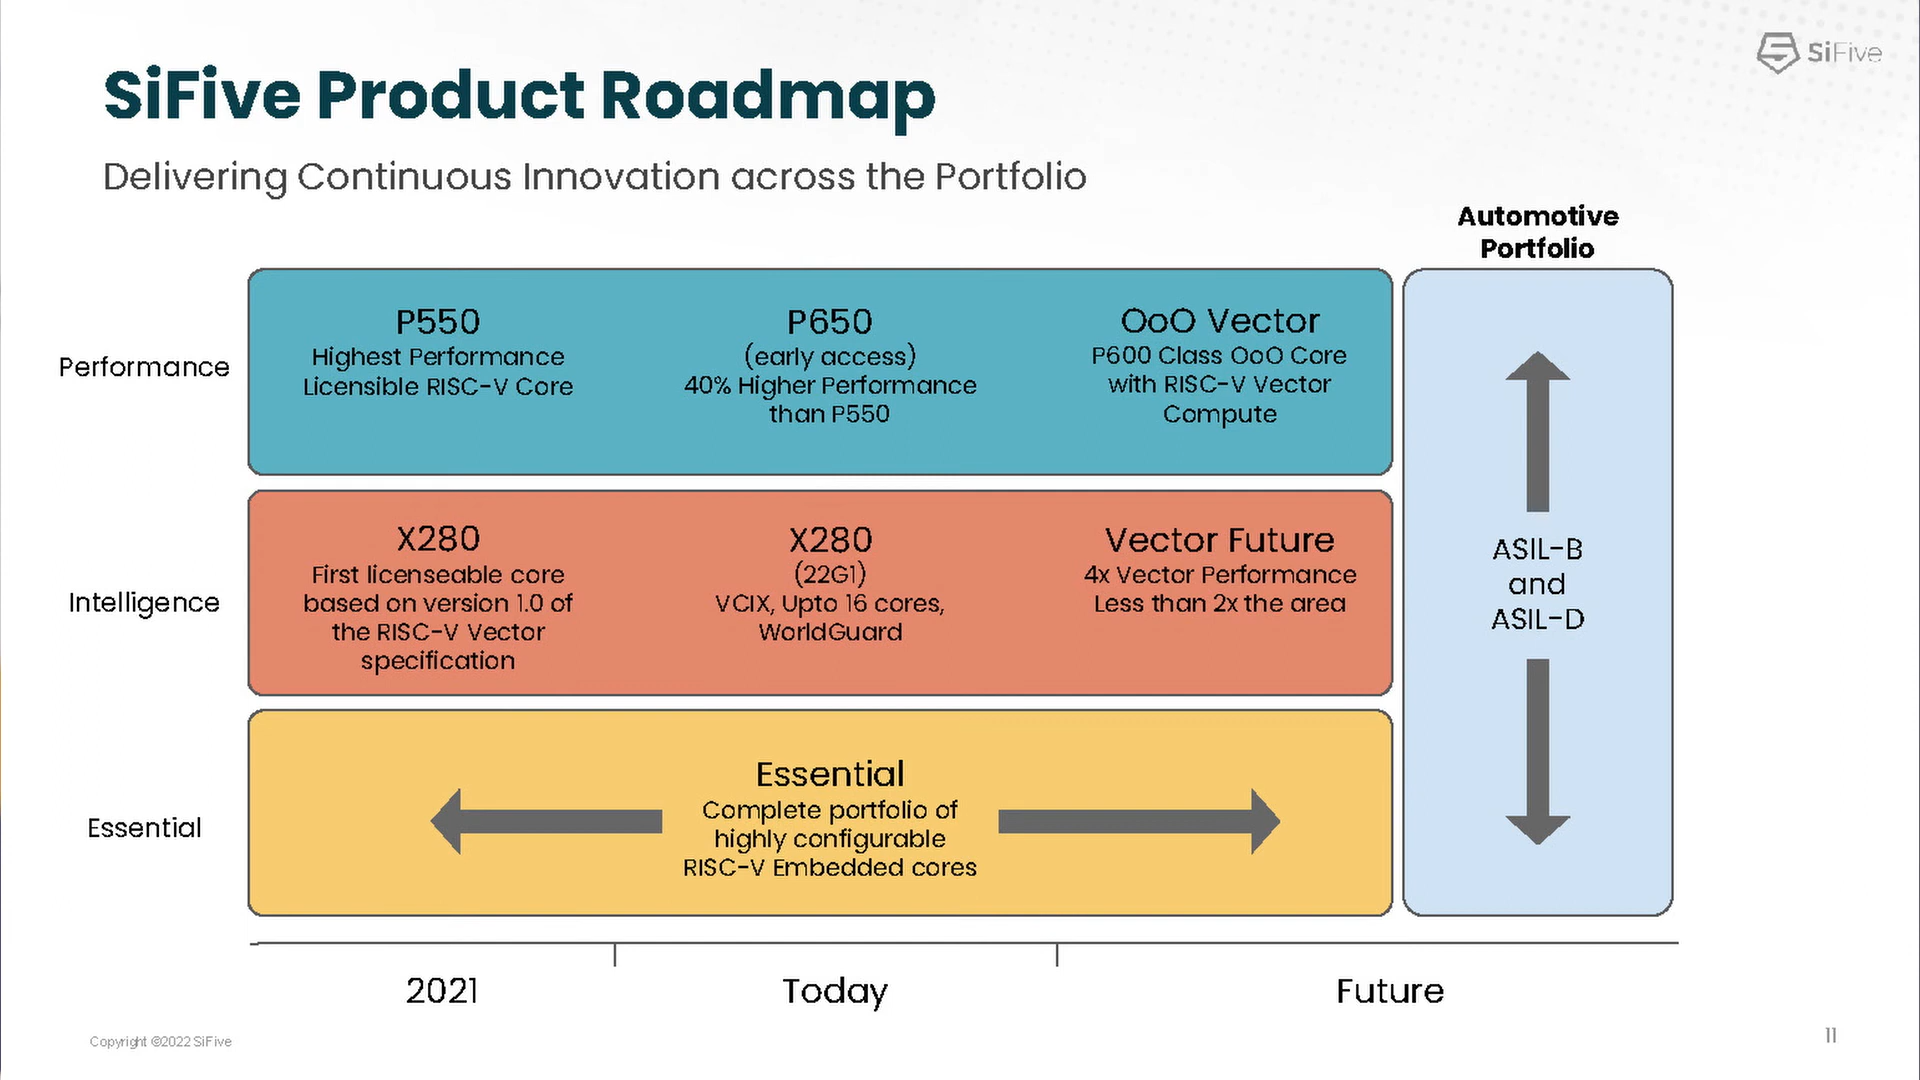 SiFive
SiFive Product Roadmap
Delivering Continuous Innovation across the Portfolio
Automotive
Portfolio
Performance
P550
Highest Performance
Licensible RISC-V Core
P650
(early access)
40% Higher Performance
than P550
OoO Vector
P600 Class OoO Core
with RISC-V Vector
Compute
Intelligence
X280
First licenseable core
based on version 1.0 of
the RISC-V Vector
specification
X280
(22G1)
VCIX, Upto 16 cores,
WorldGuard
Vector Future
4x Vector Performance
Less than 2x the area
ASIL-B
and
ASIL-D
Essential
Essential
Complete portfolio of
highly configurable
RISC-V Embedded cores
2021
Today
Future
Copyright ©2022 SiFive
11